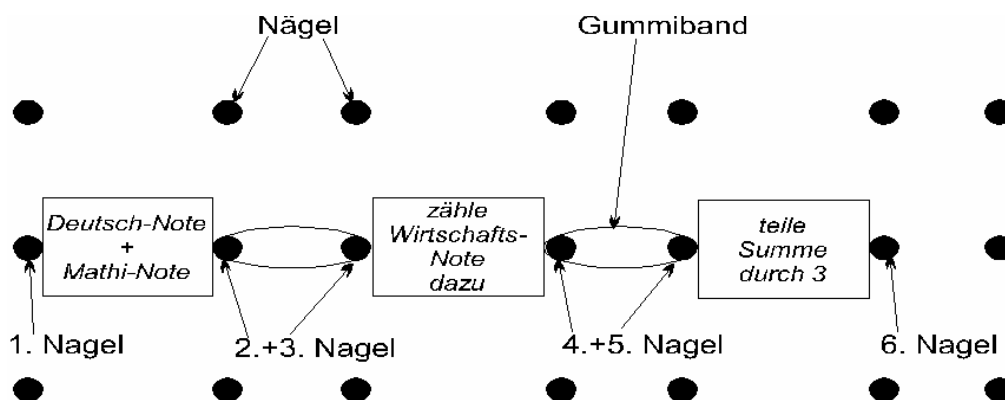 Nägel
Gummiband
Deutsch-Note
+
Mathi-Note
zähle
Wirtschafts-
Note
dazu
teile
Summe
durch 3
1. Nagel
2.+3. Nagel
4.+5. Nagel
6. Nagel